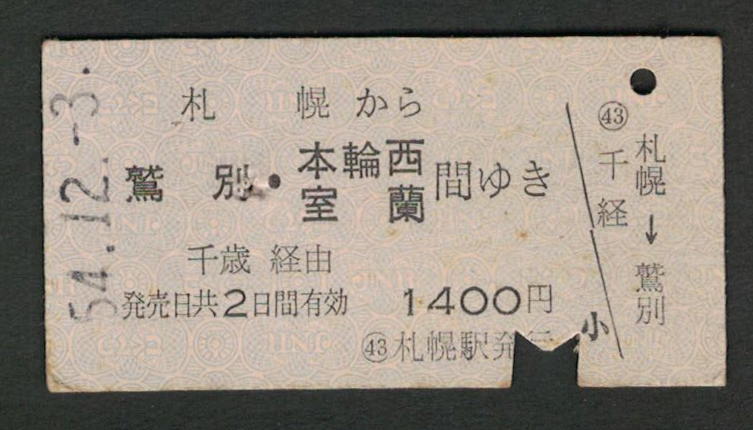 54.12.-3.
札幌から
鷲別・本輪西
室蘭
間ゆき
千歳経由
発売日共2日間有効 1400円
㊸札幌駅発行
小
㊸
千経
札幌→鷲別